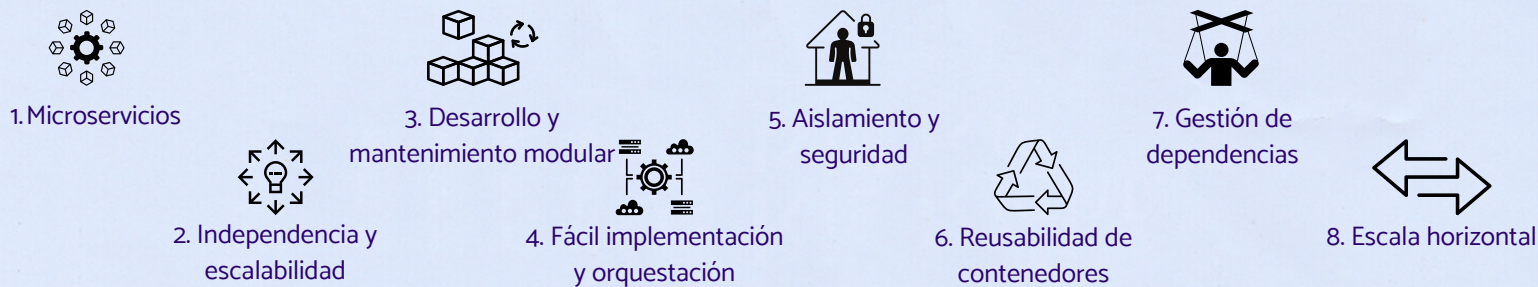 1. Microservicios
2. Independencia y
escalabilidad
3. Desarrollo y
mantenimiento modular
4. Fácil implementación
y orquestación
5. Aislamiento y
seguridad
6. Reusabilidad de
contenedores
7. Gestión de
dependencias
8. Escala horizontal